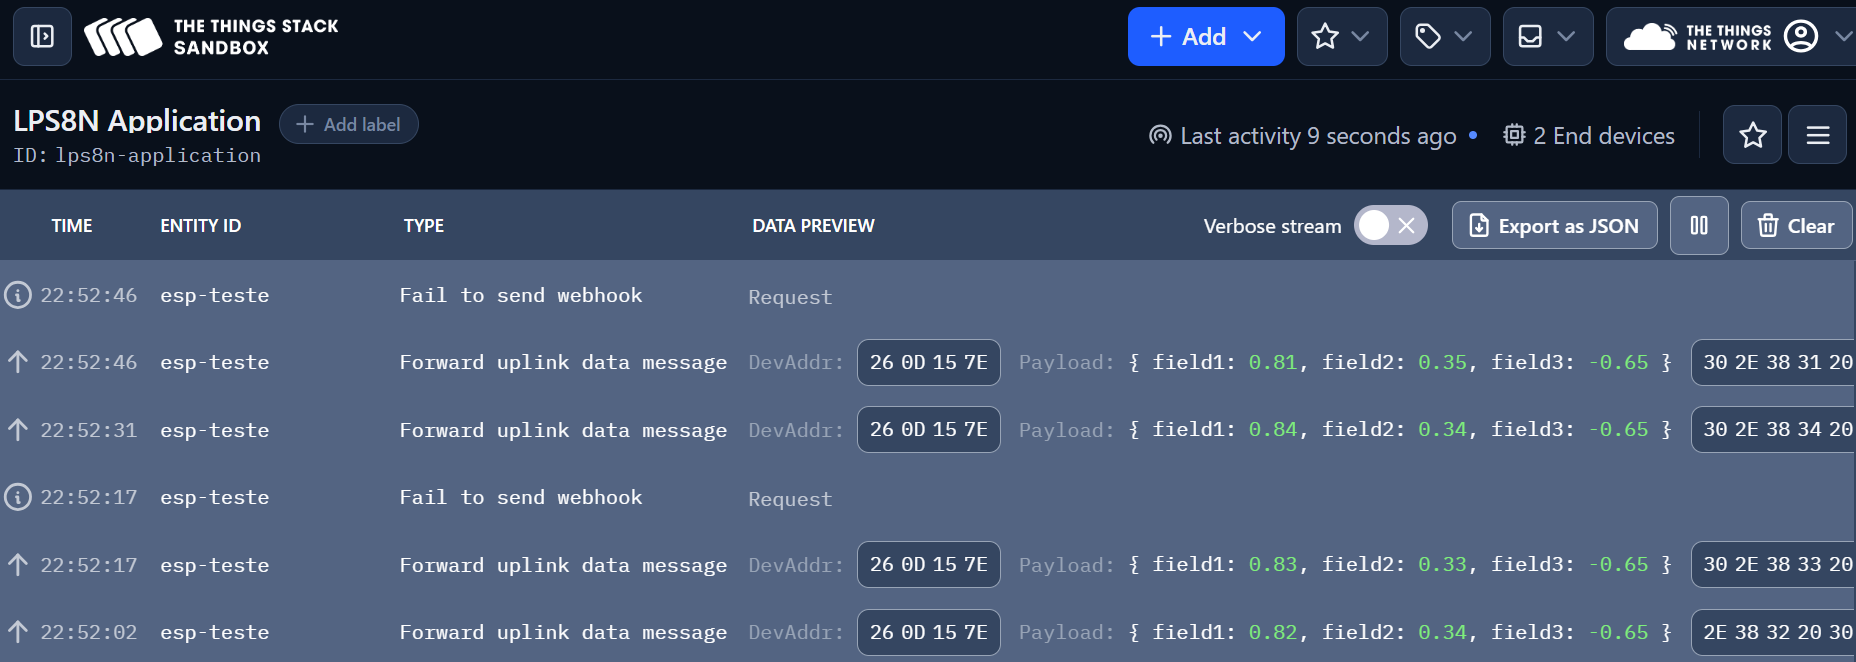 THE THINGS STACK
SANDBOX
Add
THE THINGS
NETWORK
LPS8N Application
Add label
ID: lps8n-application
Last activity 9 seconds ago
2 End devices
TIME ENTITY ID TYPE DATA PREVIEW Verbose stream Export as JSON Clear
22:52:46 esp-teste Fail to send webhook Request
22:52:46 esp-teste Forward uplink data message DevAddr: 26 0D 15 7E Payload: { field1: 0.81, field2: 0.35, field3: -0.65 } 30 2E 38 31 20
22:52:31 esp-teste Forward uplink data message DevAddr: 26 0D 15 7E Payload: { field1: 0.84, field2: 0.34, field3: -0.65 } 30 2E 38 34 20
22:52:17 esp-teste Fail to send webhook Request
22:52:17 esp-teste Forward uplink data message DevAddr: 26 0D 15 7E Payload: { field1: 0.83, field2: 0.33, field3: -0.65 } 30 2E 38 33 20
22:52:02 esp-teste Forward uplink data message DevAddr: 26 0D 15 7E Payload: { field1: 0.82, field2: 0.34, field3: -0.65 } 2E 38 32 20 30